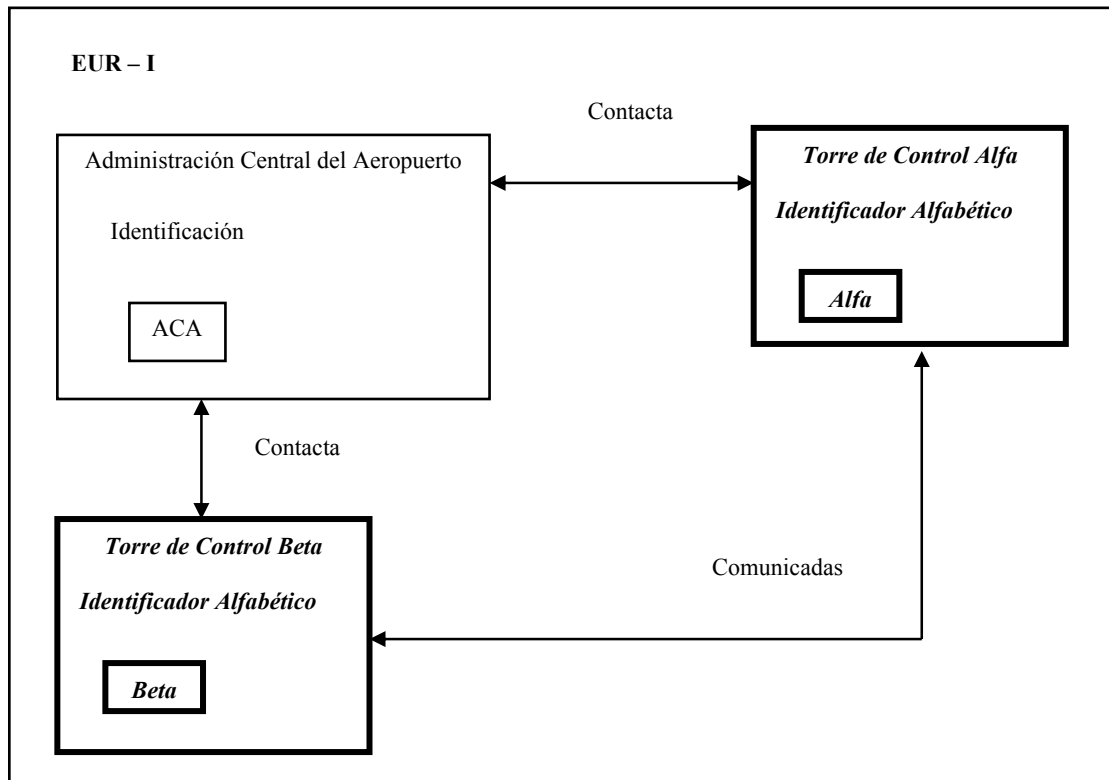 EUR – I
Contacta
Administración Central del Aeropuerto
Identificación
ACA
Torre de Control Alfa
Identificador Alfabético
Alfa
Contacta
Torre de Control Beta
Identificador Alfabético
Beta
Comunicadas